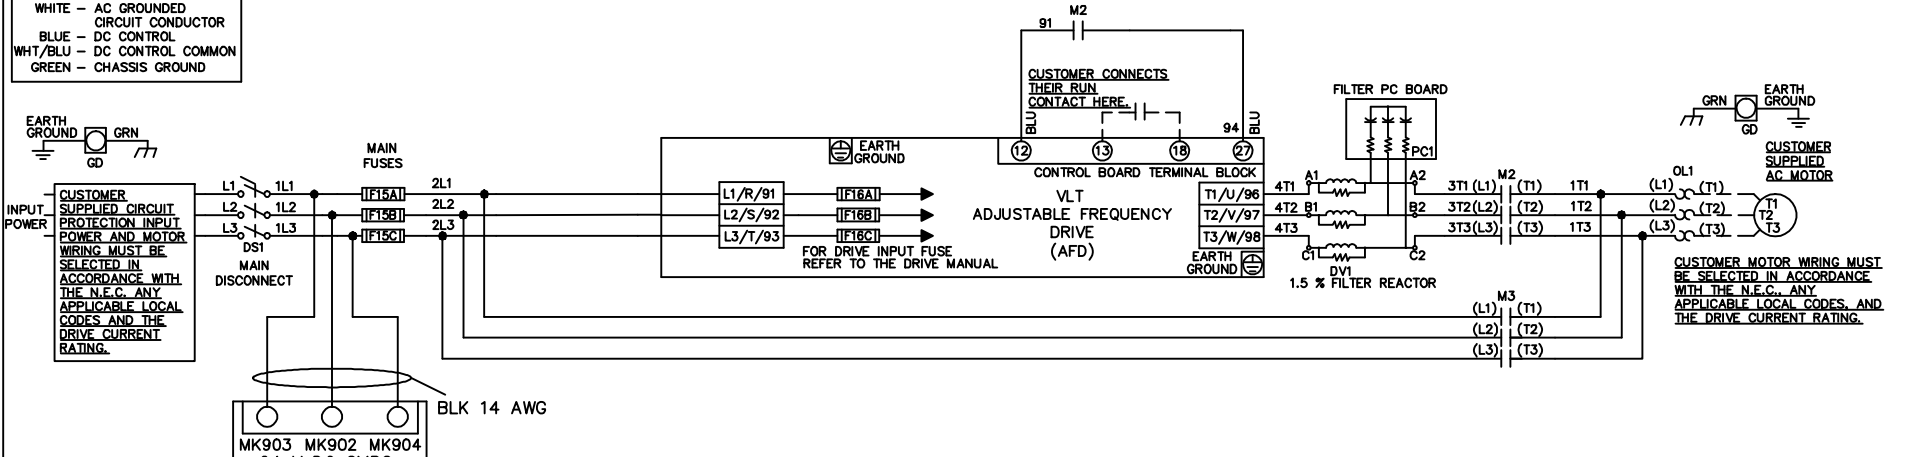 WHITE – AC GROUNDED
CIRCUIT CONDUCTOR
BLUE – DC CONTROL
WHT/BLU – DC CONTROL COMMON
GREEN – CHASSIS GROUND
EARTH
GROUND
GRN
GD
INPUT
POWER
CUSTOMER
SUPPLIED CIRCUIT
PROTECTION INPUT
POWER AND MOTOR
WIRING MUST BE
SELECTED IN
ACCORDANCE WITH
THE N.E.C. ANY
APPLICABLE LOCAL
CODES AND THE
DRIVE CURRENT
RATING.
L1
L2
L3
1L1
1L2
1L3
DS1
MAIN
DISCONNECT
MAIN
FUSES
F15A
F15B
F15C
2L1
2L2
2L3
BLK 14 AWG
MK903 MK902 MK904
M2
91
CUSTOMER CONNECTS
THEIR RUN
CONTACT HERE.
BLU
94
BLU
12
13
18
27
CONTROL BOARD TERMINAL BLOCK
EARTH
GROUND
L1/R/91
L2/S/92
L3/T/93
F16A
F16B
F16C
FOR DRIVE INPUT FUSE
REFER TO THE DRIVE MANUAL
VLT
ADJUSTABLE FREQUENCY
DRIVE
(AFD)
T1/U/96
T2/V/97
T3/W/98
EARTH
GROUND
4T1
4T2
4T3
A1
B1
C1
A2
B2
C2
FILTER PC BOARD
PC1
DV1
1.5 % FILTER REACTOR
M2
3T1 (L1) (T1) 1T1
3T2(L2) (T2) 1T2
3T3(L3) (T3) 1T3
M3
(L1) (T1)
(L2) (T2)
(L3) (T3)
GRN
EARTH
GROUND
GD
CUSTOMER
SUPPLIED
AC MOTOR
OL1
(L1) (T1)
(L2) (T2)
(L3) (T3)
T1
T2
T3
CUSTOMER MOTOR WIRING MUST
BE SELECTED IN ACCORDANCE
WITH THE N.E.C., ANY
APPLICABLE LOCAL CODES, AND
THE DRIVE CURRENT RATING.